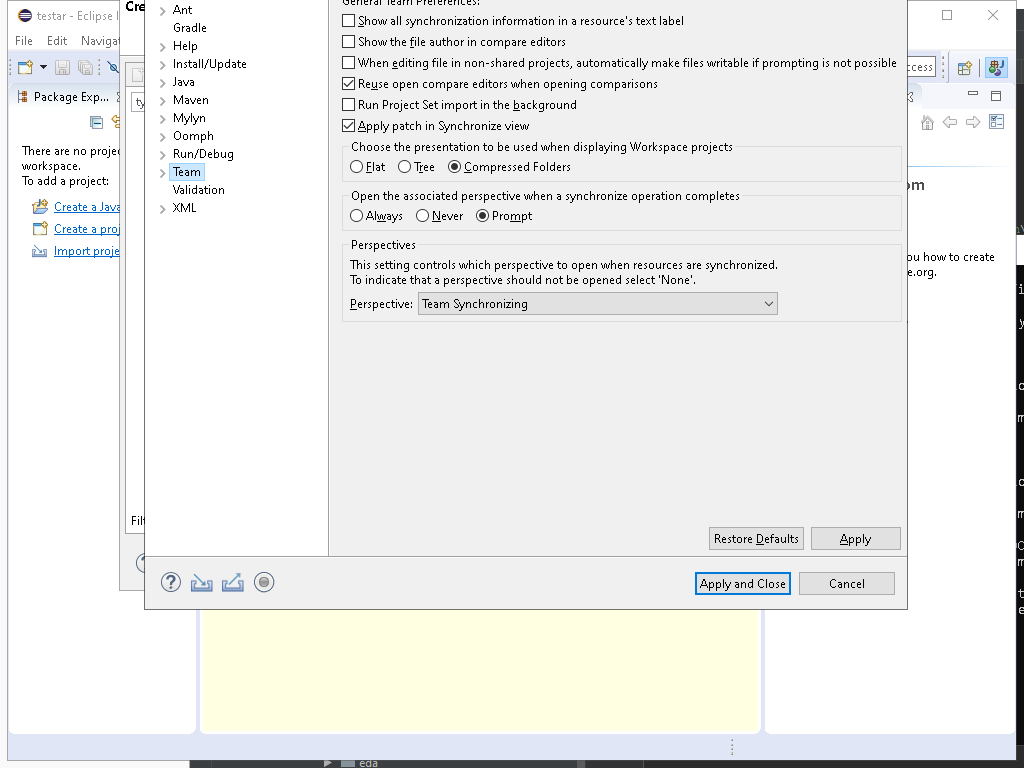 testar - Eclipse I
File Edit Navigat
Package Exp...
There are no proje
workspace.
To add a project:
Create a Java
Create a proj
Import proje
Cre
ty
Filt
Ant
Gradle
Help
Install/Update
Java
Maven
Mylyn
Oomph
Run/Debug
Team
Validation
XML
General Team Preferences:
Show all synchronization information in a resource's text label
Show the file author in compare editors
When editing file in non-shared projects, automatically make files writable if prompting is not possible
Reuse open compare editors when opening comparisons
Run Project Set import in the background
Apply patch in Synchronize view
Choose the presentation to be used when displaying Workspace projects
Flat Tree Compressed Folders
Open the associated perspective when a synchronize operation completes
Always Never Prompt
Perspectives
This setting controls which perspective to open when resources are synchronized.
To indicate that a perspective should not be opened select 'None'.
Perspective: Team Synchronizing
Restore Defaults Apply
Apply and Close Cancel
ccess
om
ou how to create
e.org.
eda